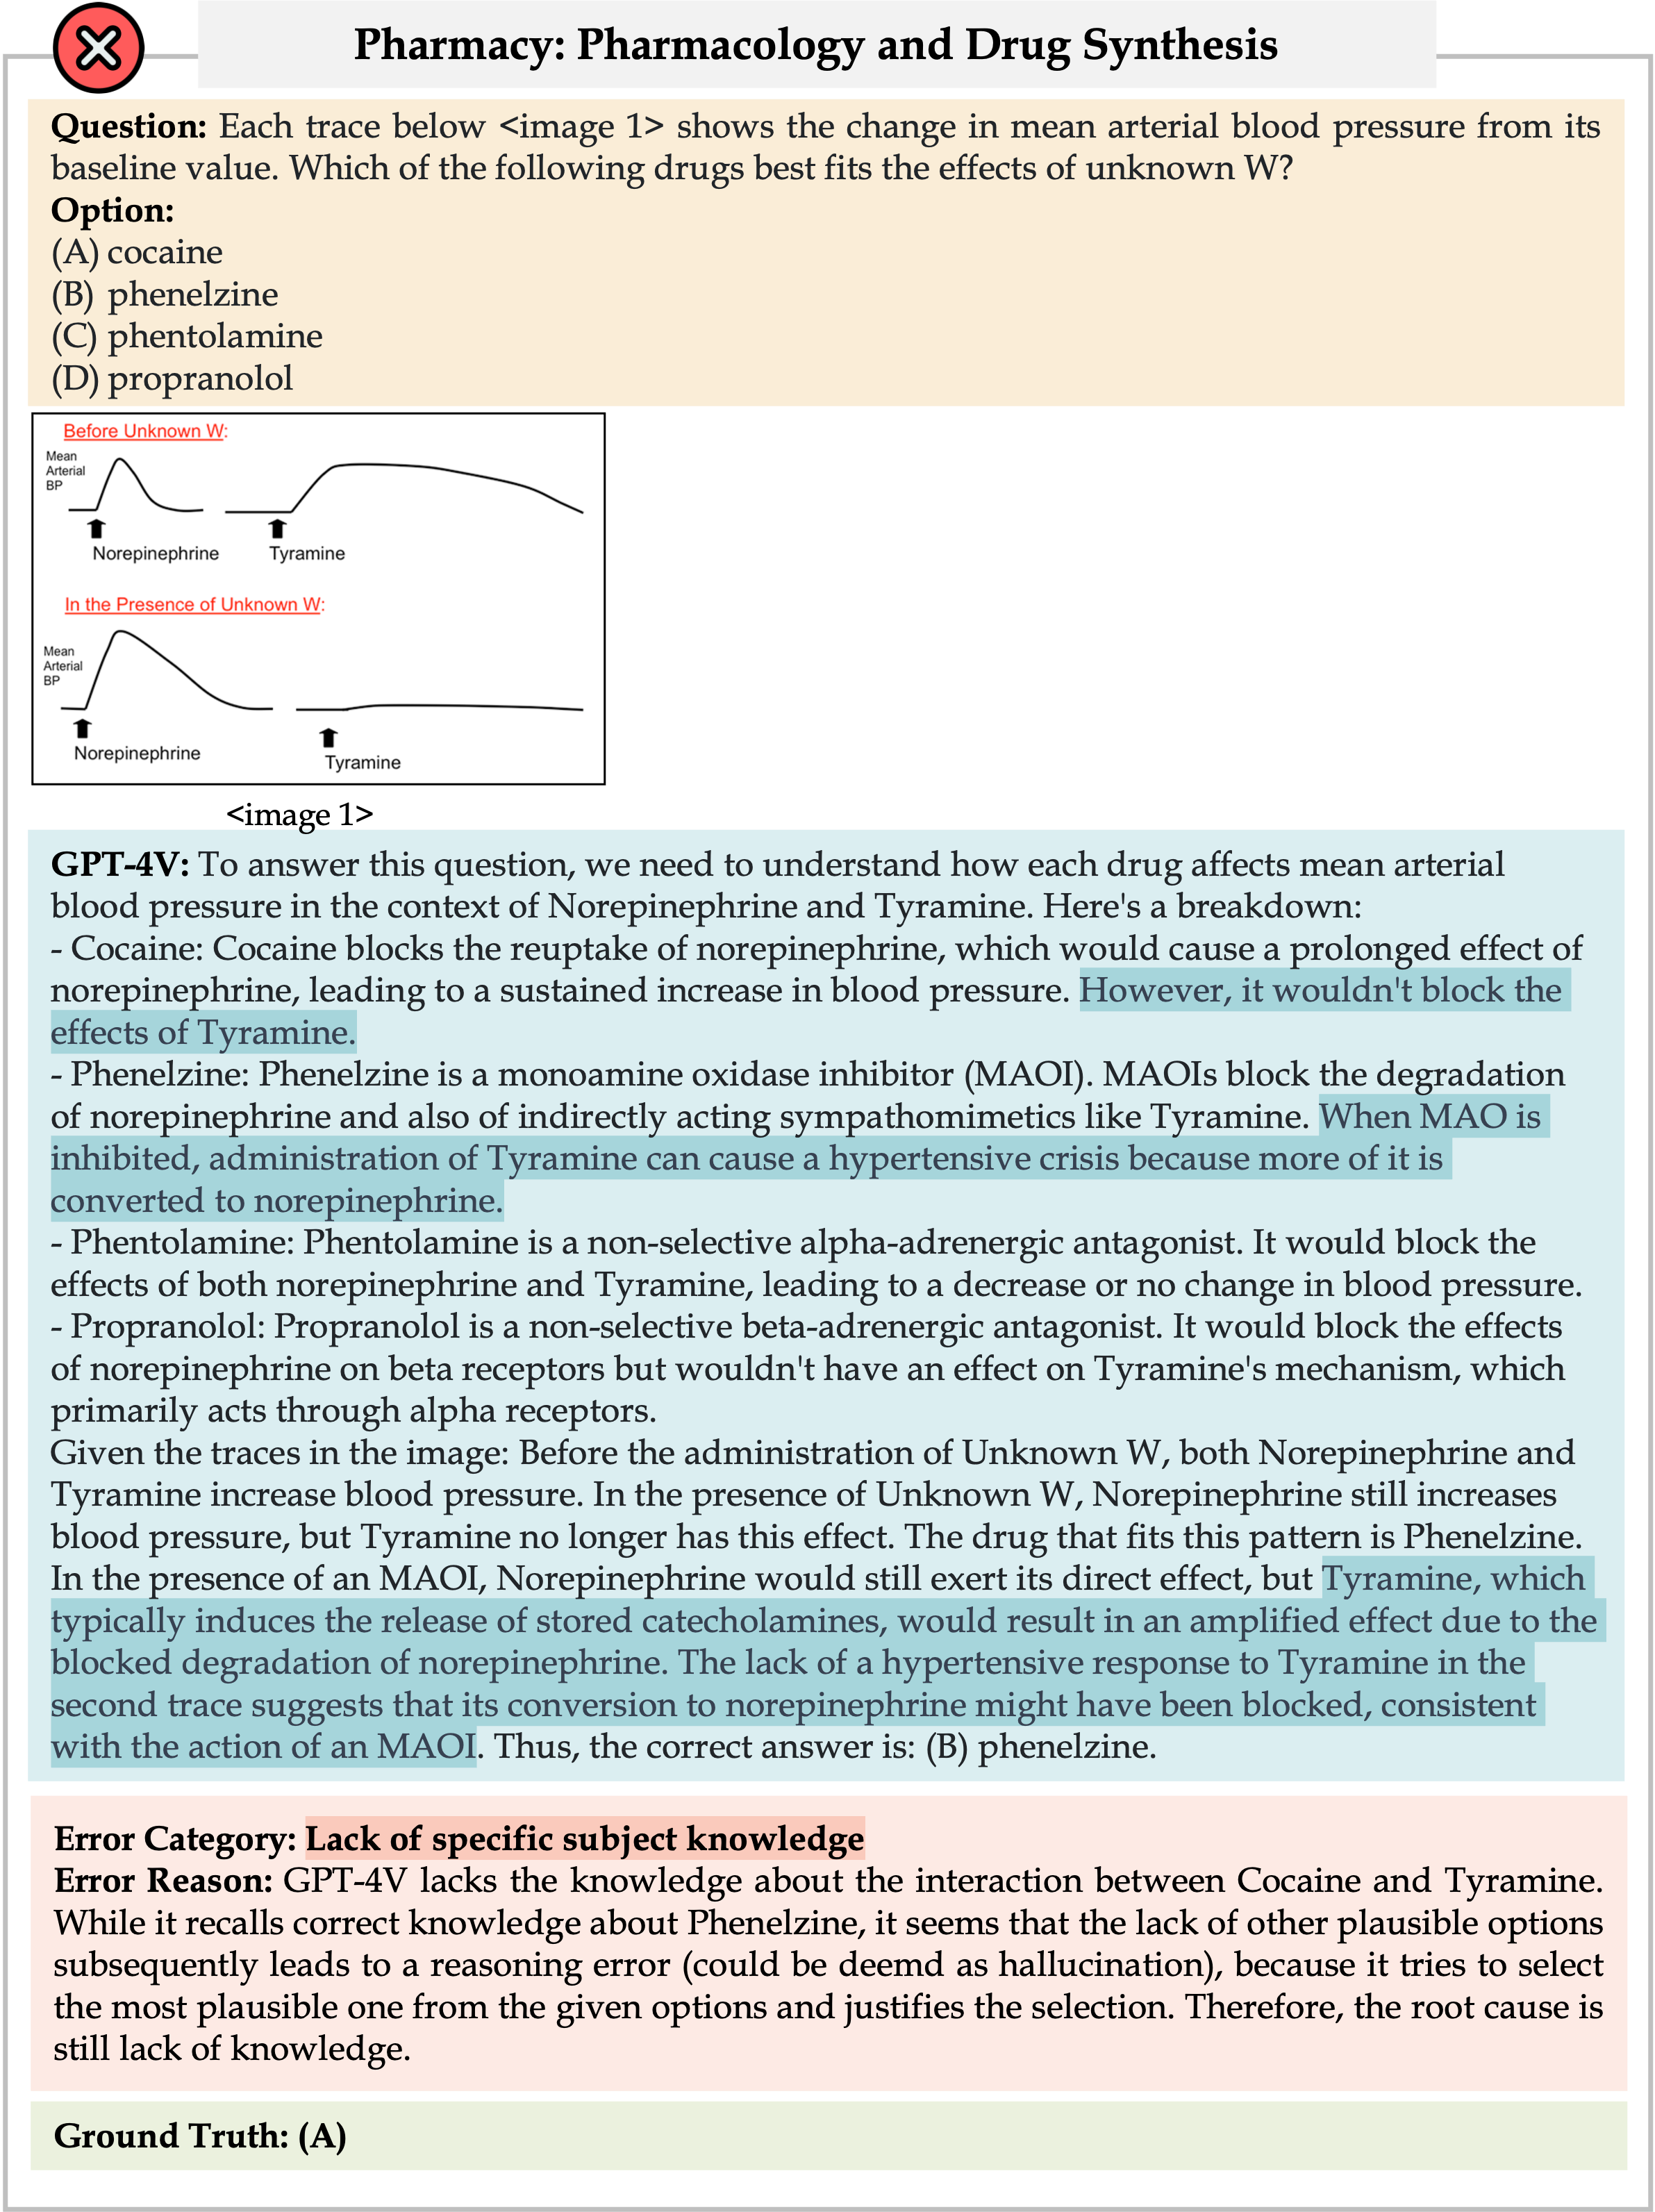 Pharmacy: Pharmacology and Drug Synthesis
Question: Each trace below <image 1> shows the change in mean arterial blood pressure from its
baseline value. Which of the following drugs best fits the effects of unknown W?
Option:
(A) cocaine
(B) phenelzine
(C) phentolamine
(D) propranolol
Before Unknown W:
Mean
Arterial
BP
Norepinephrine
Tyramine
In the Presence of Unknown W:
Mean
Arterial
BP
Norepinephrine
Tyramine
<image 1>
GPT-4V: To answer this question, we need to understand how each drug affects mean arterial
blood pressure in the context of Norepinephrine and Tyramine. Here's a breakdown:
- Cocaine: Cocaine blocks the reuptake of norepinephrine, which would cause a prolonged effect of
norepinephrine, leading to a sustained increase in blood pressure. However, it wouldn't block the
effects of Tyramine.
- Phenelzine: Phenelzine is a monoamine oxidase inhibitor (MAOI). MAOIs block the degradation
of norepinephrine and also of indirectly acting sympathomimetics like Tyramine. When MAO is
inhibited, administration of Tyramine can cause a hypertensive crisis because more of it is
converted to norepinephrine.
- Phentolamine: Phentolamine is a non-selective alpha-adrenergic antagonist. It would block the
effects of both norepinephrine and Tyramine, leading to a decrease or no change in blood pressure.
- Propranolol: Propranolol is a non-selective beta-adrenergic antagonist. It would block the effects
of norepinephrine on beta receptors but wouldn't have an effect on Tyramine's mechanism, which
primarily acts through alpha receptors.
Given the traces in the image: Before the administration of Unknown W, both Norepinephrine and
Tyramine increase blood pressure. In the presence of Unknown W, Norepinephrine still increases
blood pressure, but Tyramine no longer has this effect. The drug that fits this pattern is Phenelzine.
In the presence of an MAOI, Norepinephrine would still exert its direct effect, but Tyramine, which
typically induces the release of stored catecholamines, would result in an amplified effect due to the
blocked degradation of norepinephrine. The lack of a hypertensive response to Tyramine in the
second trace suggests that its conversion to norepinephrine might have been blocked, consistent
with the action of an MAOI. Thus, the correct answer is: (B) phenelzine.
Error Category: Lack of specific subject knowledge
Error Reason: GPT-4V lacks the knowledge about the interaction between Cocaine and Tyramine.
While it recalls correct knowledge about Phenelzine, it seems that the lack of other plausible options
subsequently leads to a reasoning error (could be deemd as hallucination), because it tries to select
the most plausible one from the given options and justifies the selection. Therefore, the root cause is
still lack of knowledge.
Ground Truth: (A)